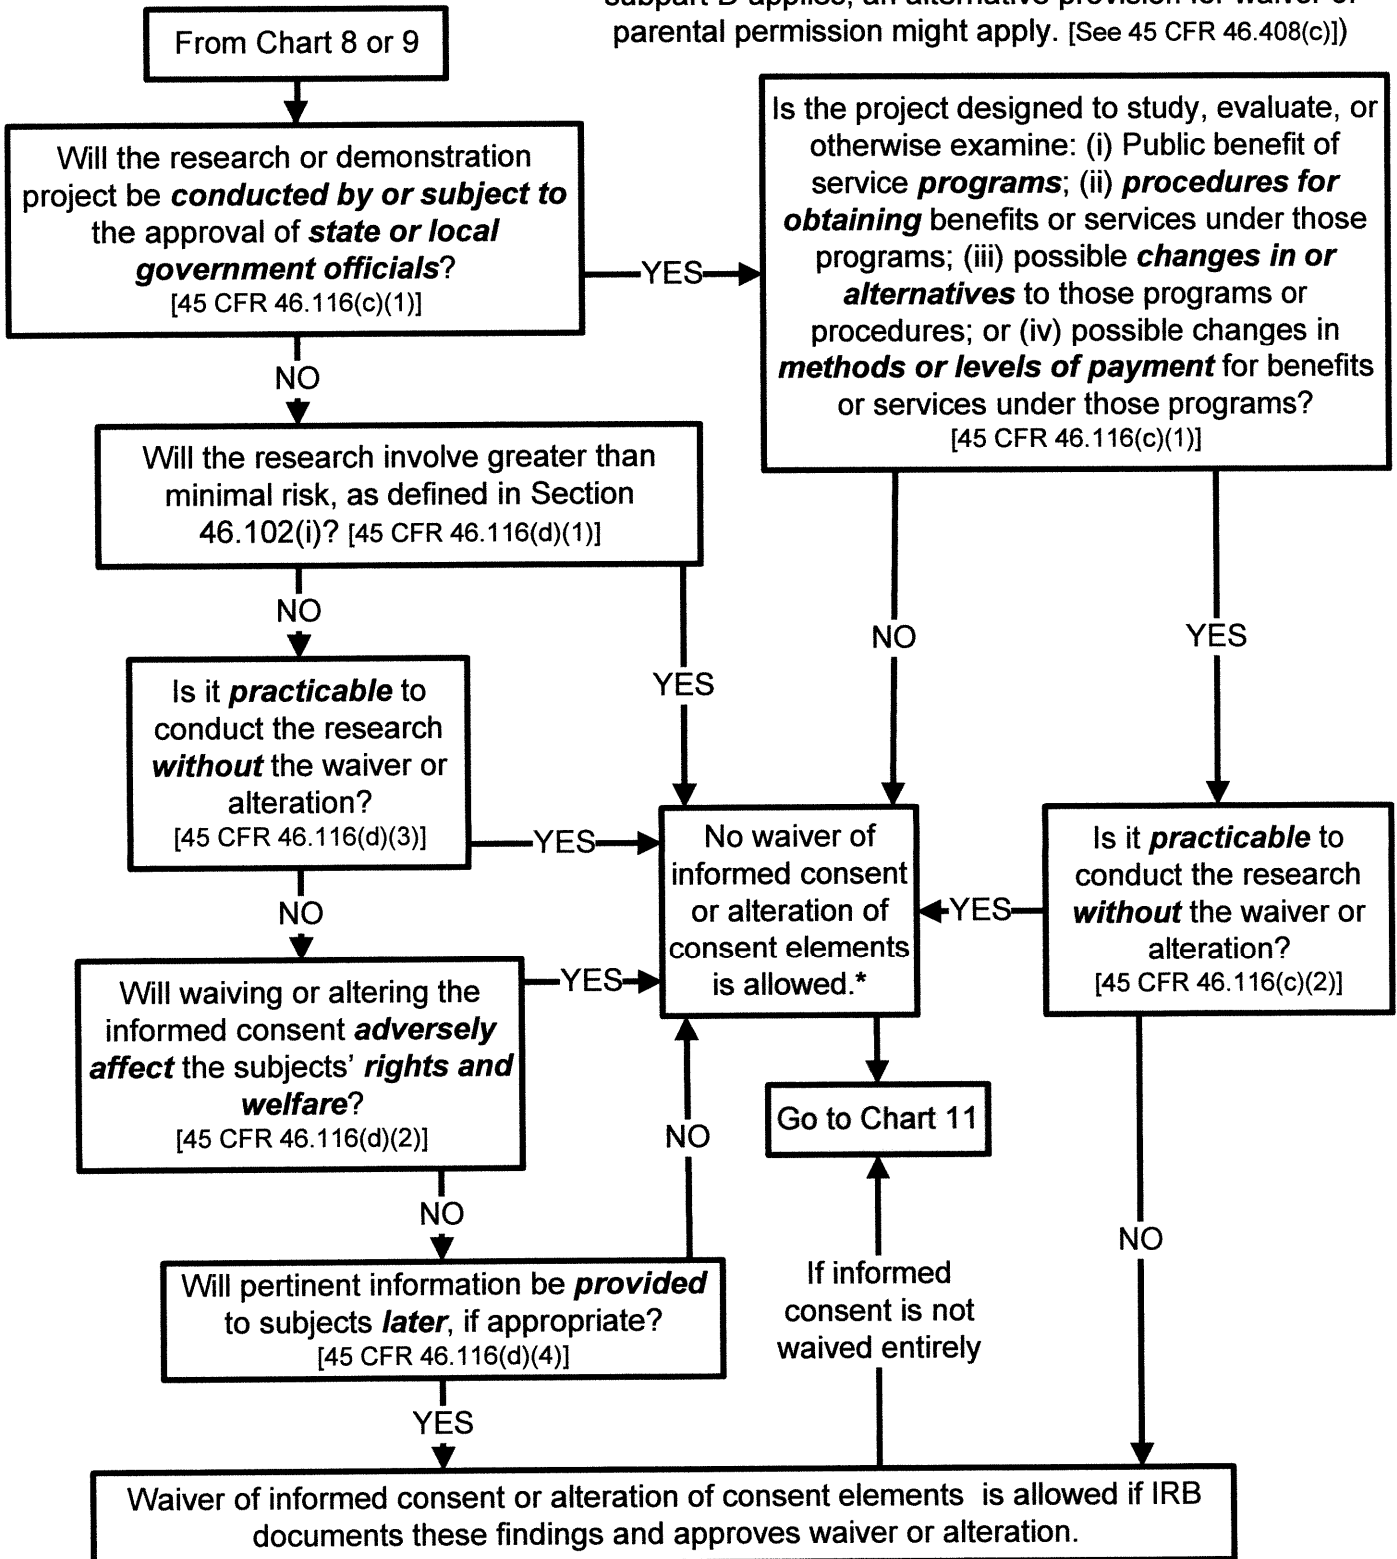 subpart D applies, an alternative provision for waiver of
parental permission might apply. [See 45 CFR 46.408(c)])
From Chart 8 or 9
Will the research or demonstration
project be conducted by or subject to
the approval of state or local
government officials?
[45 CFR 46.116(c)(1)]
YES
Is the project designed to study, evaluate, or
otherwise examine: (i) Public benefit of
service programs; (ii) procedures for
obtaining benefits or services under those
programs; (iii) possible changes in or
alternatives to those programs or
procedures; or (iv) possible changes in
methods or levels of payment for benefits
or services under those programs?
[45 CFR 46.116(c)(1)]
NO
Will the research involve greater than
minimal risk, as defined in Section
46.102(i)? [45 CFR 46.116(d)(1)]
NO
YES
NO
YES
Is it practicable to
conduct the research
without the waiver or
alteration?
[45 CFR 46.116(d)(3)]
YES
No waiver of
informed consent
or alteration of
consent elements
is allowed.*
YES
Is it practicable to
conduct the research
without the waiver or
alteration?
[45 CFR 46.116(c)(2)]
NO
Will waiving or altering the
informed consent adversely
affect the subjects' rights and
welfare?
[45 CFR 46.116(d)(2)]
YES
NO
Go to Chart 11
NO
Will pertinent information be provided
to subjects later, if appropriate?
[45 CFR 46.116(d)(4)]
If informed
consent is not
waived entirely
NO
YES
Waiver of informed consent or alteration of consent elements is allowed if IRB
documents these findings and approves waiver or alteration.